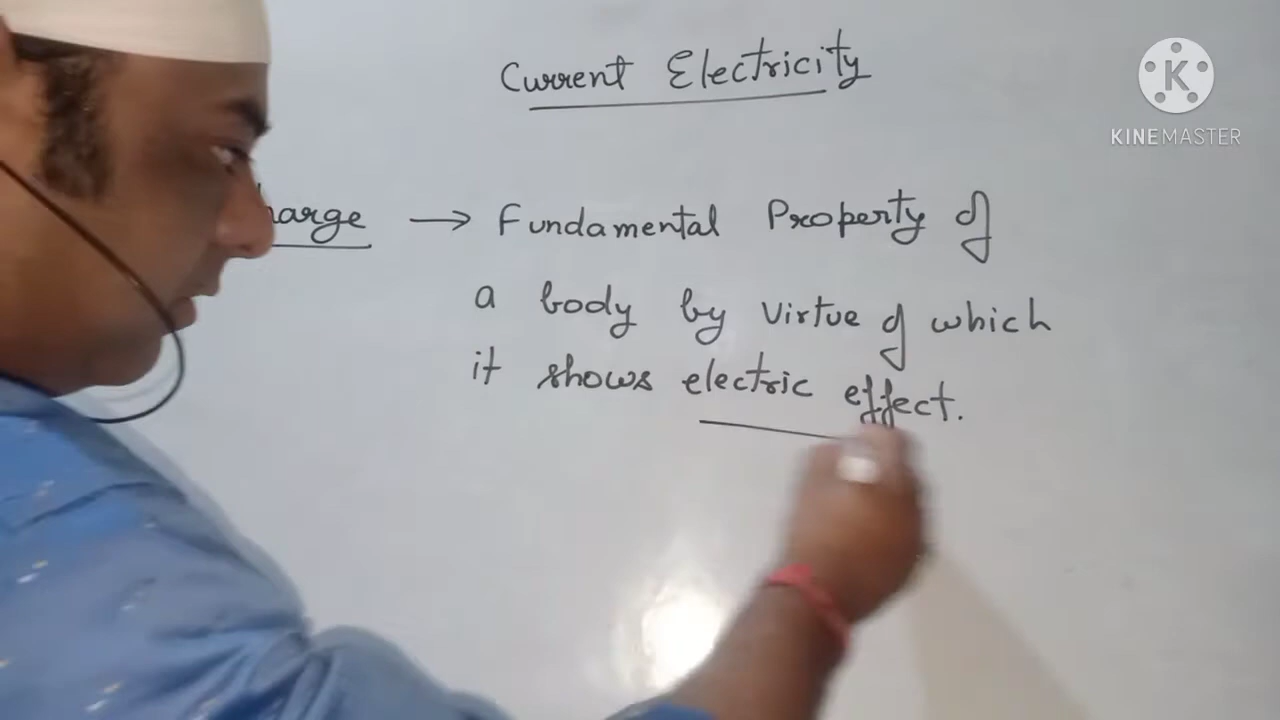 Current Electricity
KINEMASTER
harge → Fundamental Property of
a body by virtue of which
it shows electric effect.